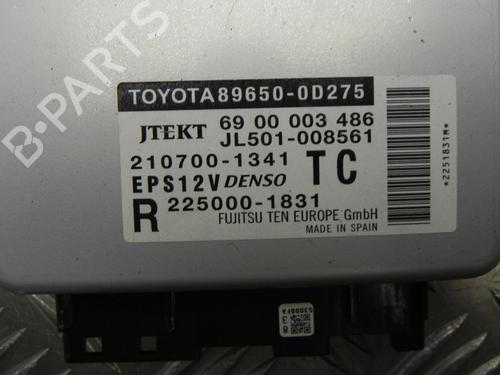 TOYOTA89650-0D275
JTEKT 69 00 003 486
JL501-008561
210700-1341 TC
EPS12V DENSO
R 225000-1831
FUJITSU TEN EUROPE GmbH
MADE IN SPAIN
*2251831M*
53000FA
B